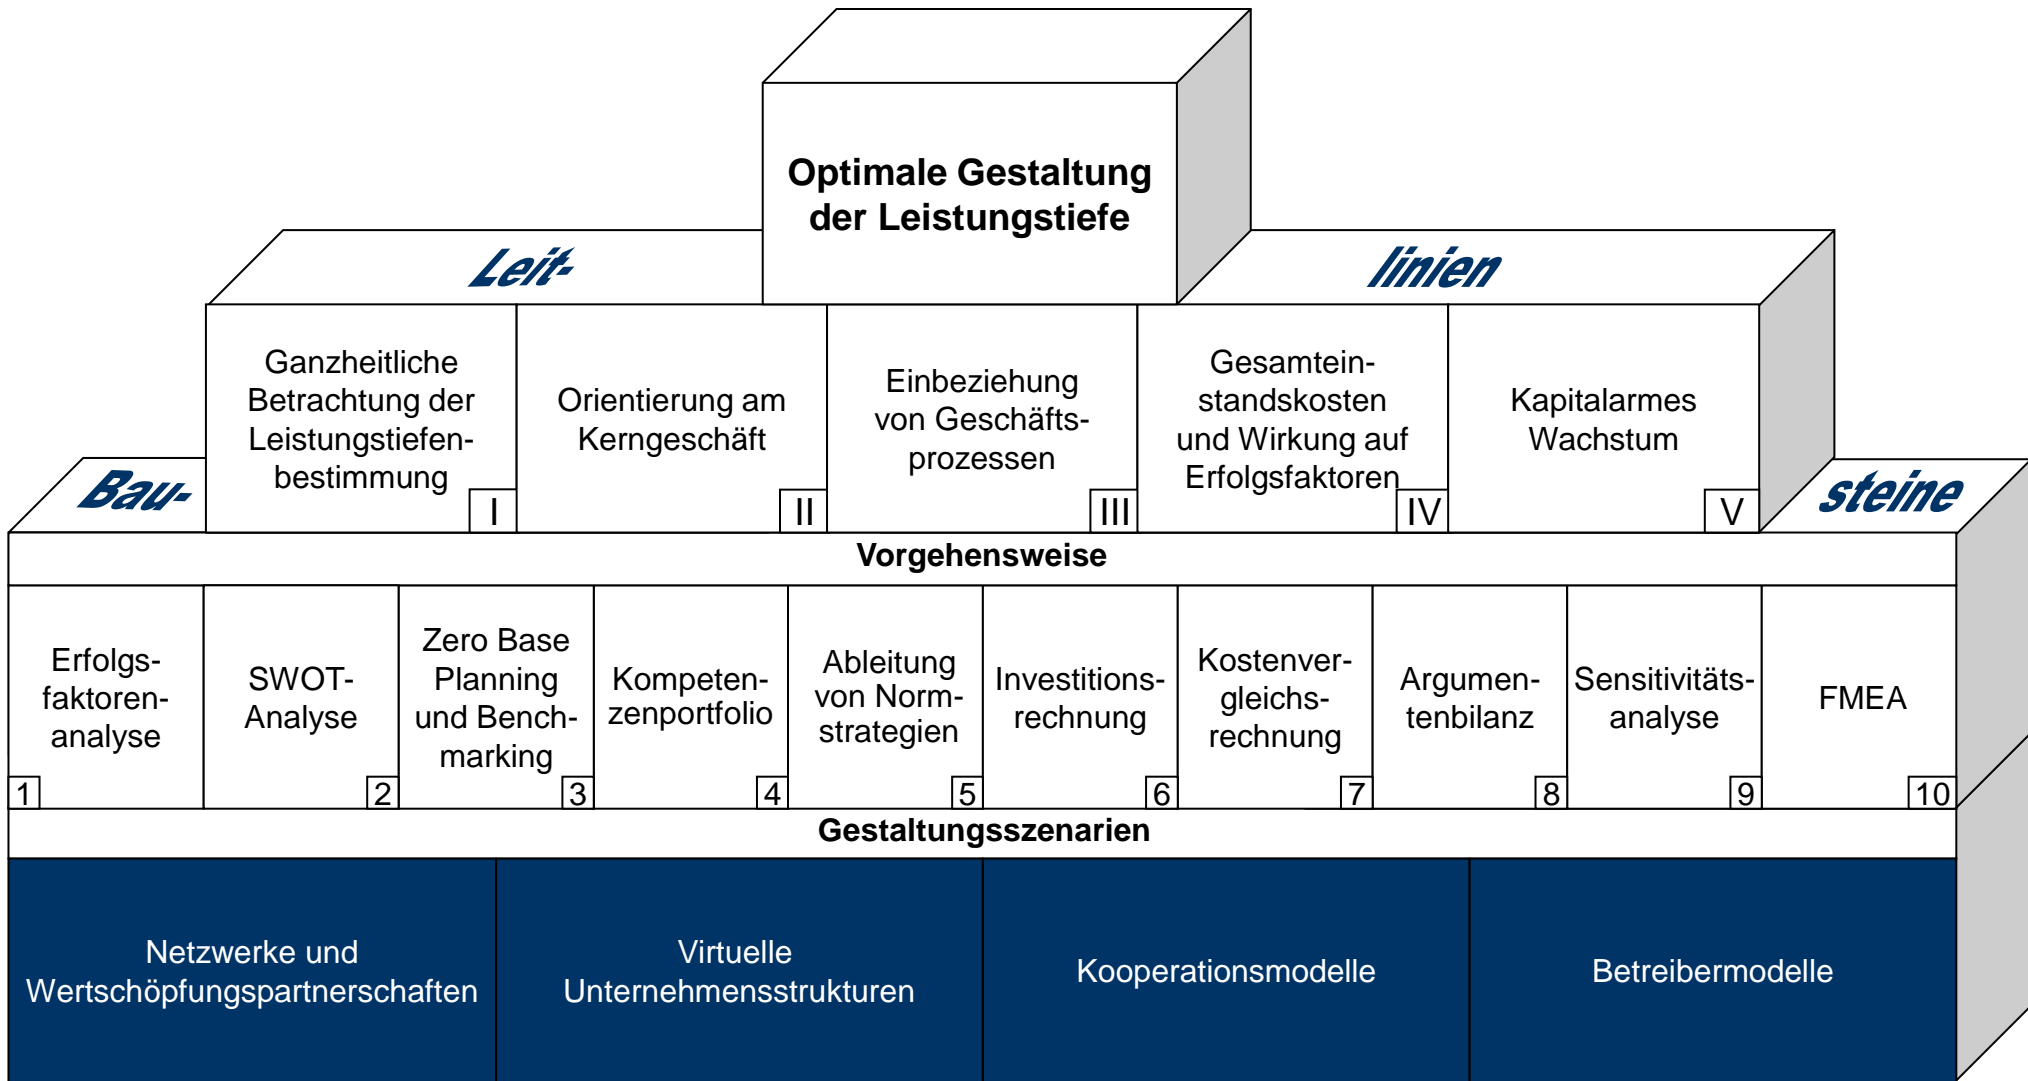 Optimale Gestaltung
der Leistungstiefe
Leit-
linien
Ganzheitliche
Betrachtung der
Leistungstiefen-
bestimmung
I
Orientierung am
Kerngeschäft
II
Einbeziehung
von Geschäfts-
prozessen
III
Gesamtein-
standskosten
und Wirkung auf
Erfolgsfaktoren
IV
Kapitalarmes
Wachstum
V
Bau-
steine
Vorgehensweise
Erfolgs-
faktoren-
analyse
1
SWOT-
Analyse
2
Zero Base
Planning
und Bench-
marking
3
Kompeten-
zenportfolio
4
Ableitung
von Norm-
strategien
5
Investitions-
rechnung
6
Kostenver-
gleichs-
rechnung
7
Argumen-
tenbilanz
8
Sensitivitäts-
analyse
9
FMEA
10
Gestaltungsszenarien
Netzwerke und
Wertschöpfungspartnerschaften
Virtuelle
Unternehmensstrukturen
Kooperationsmodelle
Betreibermodelle